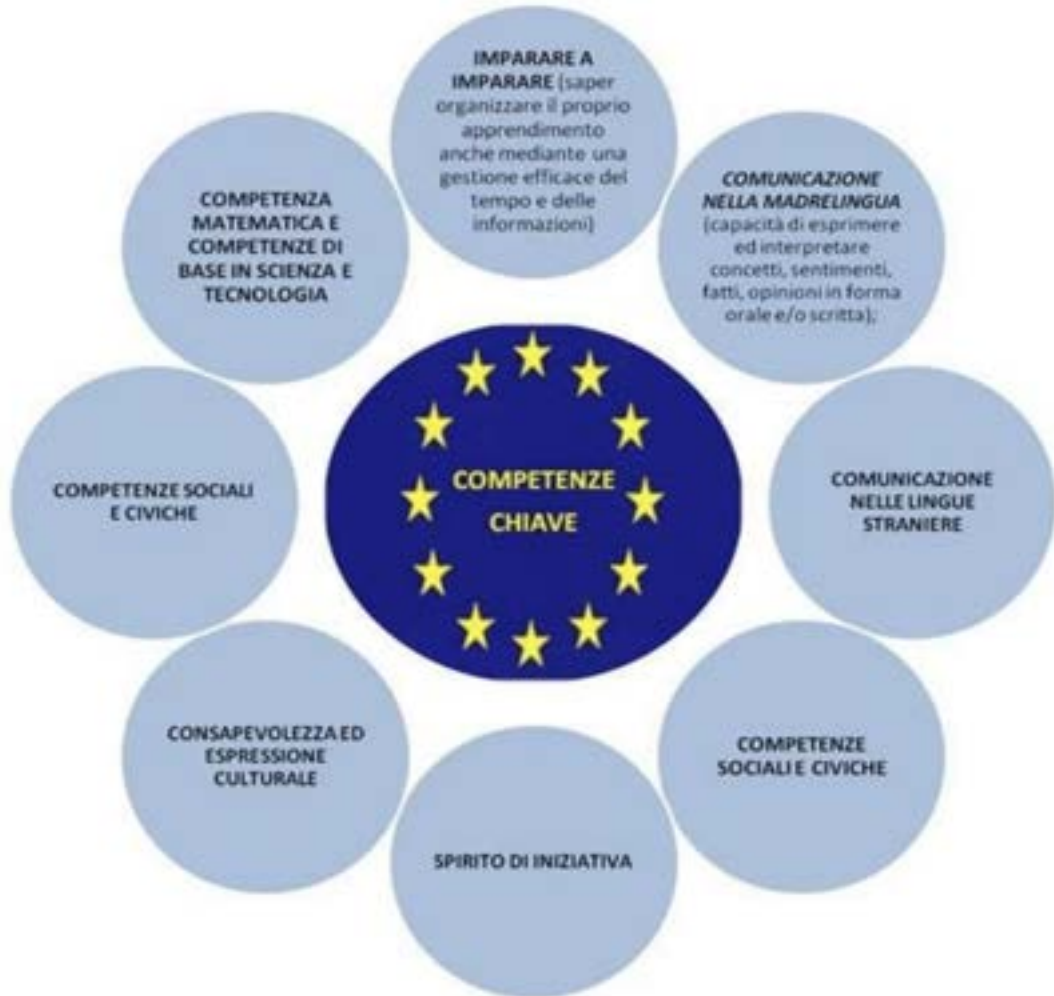 IMPARARE A
IMPARARE (saper
organizzare il proprio
apprendimento
anche mediante una
gestione efficace del
tempo e delle
informazioni)
COMUNICAZIONE
NELLA MADRELINGUA
(capacità di esprimere
ed interpretare
concetti, sentimenti,
fatti, opinioni in forma
orale e/o scritta);
COMUNICAZIONE
NELLE LINGUE
STRANIERE
COMPETENZE
SOCIALI E CIVICHE
SPIRITO DI INIZIATIVA
CONSAPEVOLEZZA ED
ESPRESSIONE
CULTURALE
COMPETENZE SOCIALI
E CIVICHE
COMPETENZA
MATEMATICA E
COMPETENZE DI
BASE IN SCIENZA E
TECNOLOGIA
COMPETENZE
CHIAVE